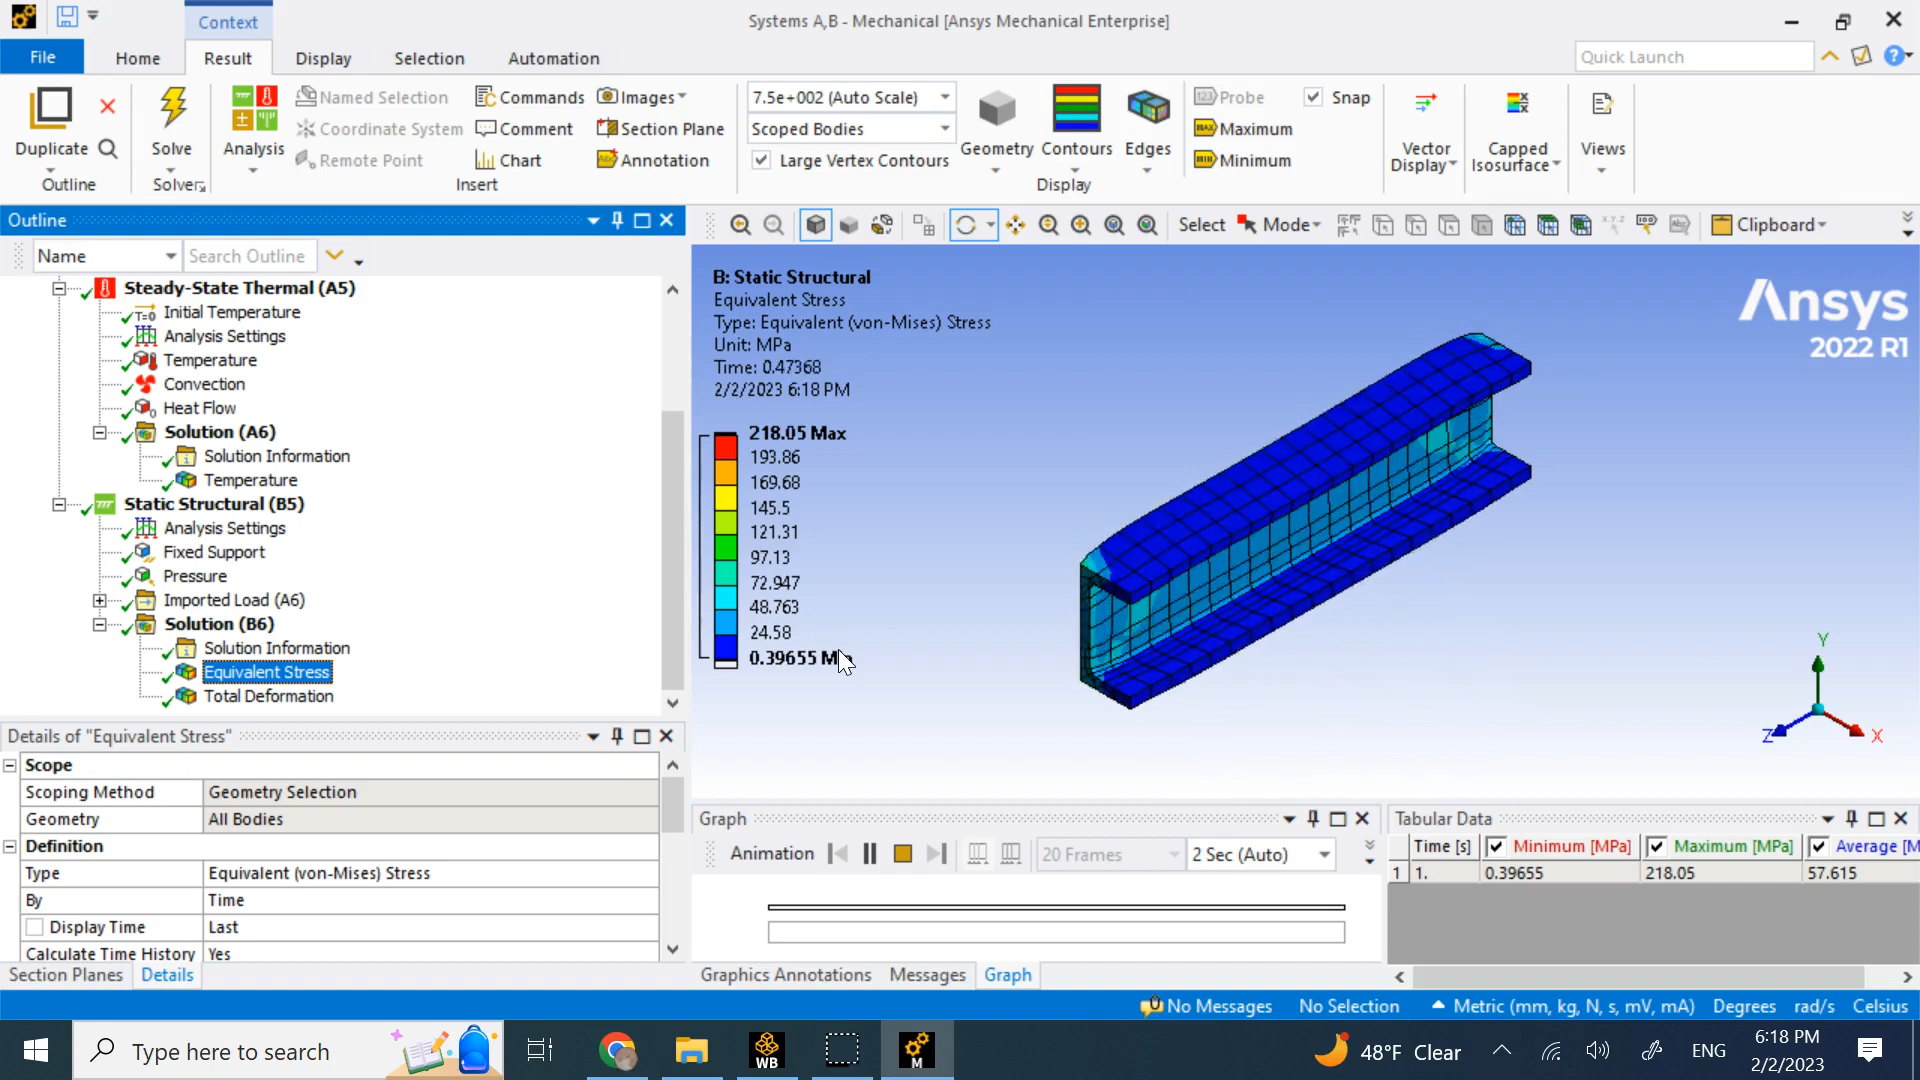 Context
Systems A,B - Mechanical [Ansys Mechanical Enterprise]
File
Home
Result
Display
Selection
Automation
Quick Launch
Duplicate
Outline
Solve
Solver
Analysis
Named Selection
Coordinate System
Remote Point
Commands
Comment
Chart
Images
Section Plane
Annotation
Insert
7.5e+002 (Auto Scale)
Scoped Bodies
Large Vertex Contours
Geometry
Contours
Edges
Display
Probe
Maximum
Minimum
Snap
Vector
Display
Capped
Isosurface
Views
Outline
Name
Search Outline
Select
Mode
Clipboard
Steady-State Thermal (A5)
Initial Temperature
Analysis Settings
Temperature
Convection
Heat Flow
Solution (A6)
Solution Information
Temperature
Static Structural (B5)
Analysis Settings
Fixed Support
Pressure
Imported Load (A6)
Solution (B6)
Solution Information
Equivalent Stress
Total Deformation
B: Static Structural
Equivalent Stress
Type: Equivalent (von-Mises) Stress
Unit: MPa
Time: 0.47368
2/2/2023 6:18 PM
218.05 Max
193.86
169.68
145.5
121.31
97.13
72.947
48.763
24.58
0.39655
Ansys
2022 R1
Y
Z
X
Details of "Equivalent Stress"
Scope
Scoping Method Geometry Selection
Geometry All Bodies
Definition
Type Equivalent (von-Mises) Stress
By Time
Display Time Last
Calculate Time History Yes
Section Planes
Details
Graph
Animation
20 Frames
2 Sec (Auto)
Graphics Annotations
Messages
Graph
Tabular Data
Time [s] Minimum [MPa] Maximum [MPa] Average [M
1 1. 0.39655 218.05 57.615
No Messages
No Selection
Metric (mm, kg, N, s, mV, mA)
Degrees
rad/s
Celsius
Type here to search
WB
M
48°F Clear
ENG
6:18 PM
2/2/2023